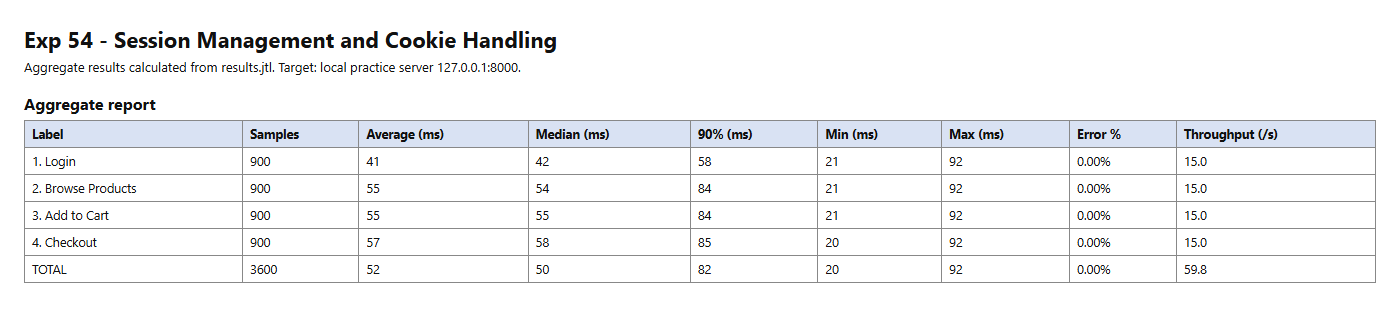 Exp 54 - Session Management and Cookie Handling
Aggregate results calculated from results.jtl. Target: local practice server 127.0.0.1:8000.
Aggregate report
Label Samples Average (ms) Median (ms) 90% (ms) Min (ms) Max (ms) Error % Throughput (/s)
1. Login 900 41 42 58 21 92 0.00% 15.0
2. Browse Products 900 55 54 84 21 92 0.00% 15.0
3. Add to Cart 900 55 55 84 21 92 0.00% 15.0
4. Checkout 900 57 58 85 20 92 0.00% 15.0
TOTAL 3600 52 50 82 20 92 0.00% 59.8